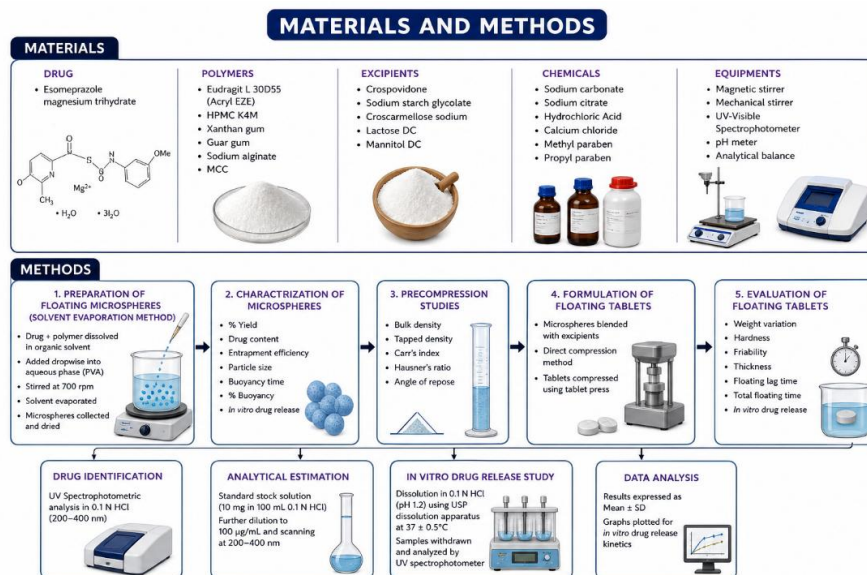 MATERIALS AND METHODS
MATERIALS
DRUG
• Esomeprazole
magnesium trihydrate
O
S
O
N
OMe
N
O
CH₃
Mg²⁺
• H₂O • 3I₂O
POLYMERS
• Eudragit L 30D55
(Acryl EZE)
• HPMC K4M
• Xanthan gum
• Guar gum
• Sodium alginate
• MCC
EXCIPIENTS
• Crospovidone
• Sodium starch glycolate
• Croscarmellose sodium
• Lactose DC
• Mannitol DC
CHEMICALS
• Sodium carbonate
• Sodium citrate
• Hydrochloric Acid
• Calcium chloride
• Methyl paraben
• Propyl paraben
EQUIPMENTS
• Magnetic stirrer
• Mechanical stirrer
• UV-Visible
Spectrophotometer
• pH meter
• Analytical balance
METHODS
1. PREPARATION OF
FLOATING MICROSPHERES
(SOLVENT EVAPORATION METHOD)
• Drug + polymer dissolved
in organic solvent
• Added dropwise into
aqueous phase (PVA)
• Stirred at 700 rpm
• Solvent evaporated
• Microspheres collected
and dried
2. CHARACTRIZATION OF
MICROSPHERES
• % Yield
• Drug content
• Entrapment efficiency
• Particle size
• Buoyancy time
• % Buoyancy
• In vitro drug release
3. PRECOMPRESSION
STUDIES
• Bulk density
• Tapped density
• Carr's index
• Hausner's ratio
• Angle of repose
4. FORMULATION OF
FLOATING TABLETS
• Microspheres blended
with excipients
• Direct compression
method
• Tablets compressed
using tablet press
5. EVALUATION OF
FLOATING TABLETS
• Weight variation
• Hardness
• Friability
• Thickness
• Floating lag time
• Total floating time
• In vitro drug release
DRUG IDENTIFICATION
UV Spectrophotometric
analysis in 0.1 N HCl
(200–400 nm)
ANALYTICAL ESTIMATION
Standard stock solution
(10 mg in 100 mL 0.1 N HCl)
Further dilution to
100 µg/mL and scanning
at 200–400 nm
IN VITRO DRUG RELEASE STUDY
Dissolution in 0.1 N HCl
(pH 1.2) using USP
dissolution apparatus
at 37 ± 0.5°C
Samples withdrawn
and analyzed by
UV spectrophotometer
DATA ANALYSIS
Results expressed as
Mean ± SD
Graphs plotted for
in vitro drug release
kinetics